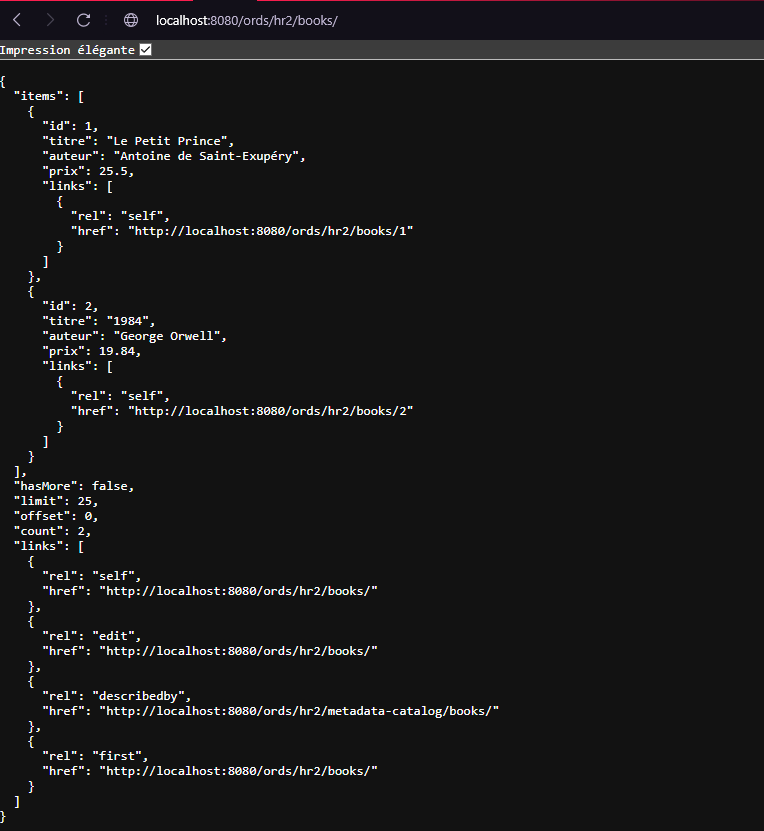 localhost:8080/ords/hr2/books/
Impression élégante
{
  "items": [
    {
      "id": 1,
      "titre": "Le Petit Prince",
      "auteur": "Antoine de Saint-Exupéry",
      "prix": 25.5,
      "links": [
        {
          "rel": "self",
          "href": "http://localhost:8080/ords/hr2/books/1"
        }
      ]
    },
    {
      "id": 2,
      "titre": "1984",
      "auteur": "George Orwell",
      "prix": 19.84,
      "links": [
        {
          "rel": "self",
          "href": "http://localhost:8080/ords/hr2/books/2"
        }
      ]
    }
  ],
  "hasMore": false,
  "limit": 25,
  "offset": 0,
  "count": 2,
  "links": [
    {
      "rel": "self",
      "href": "http://localhost:8080/ords/hr2/books/"
    },
    {
      "rel": "edit",
      "href": "http://localhost:8080/ords/hr2/books/"
    },
    {
      "rel": "describedby",
      "href": "http://localhost:8080/ords/hr2/metadata-catalog/books/"
    },
    {
      "rel": "first",
      "href": "http://localhost:8080/ords/hr2/books/"
    }
  ]
}